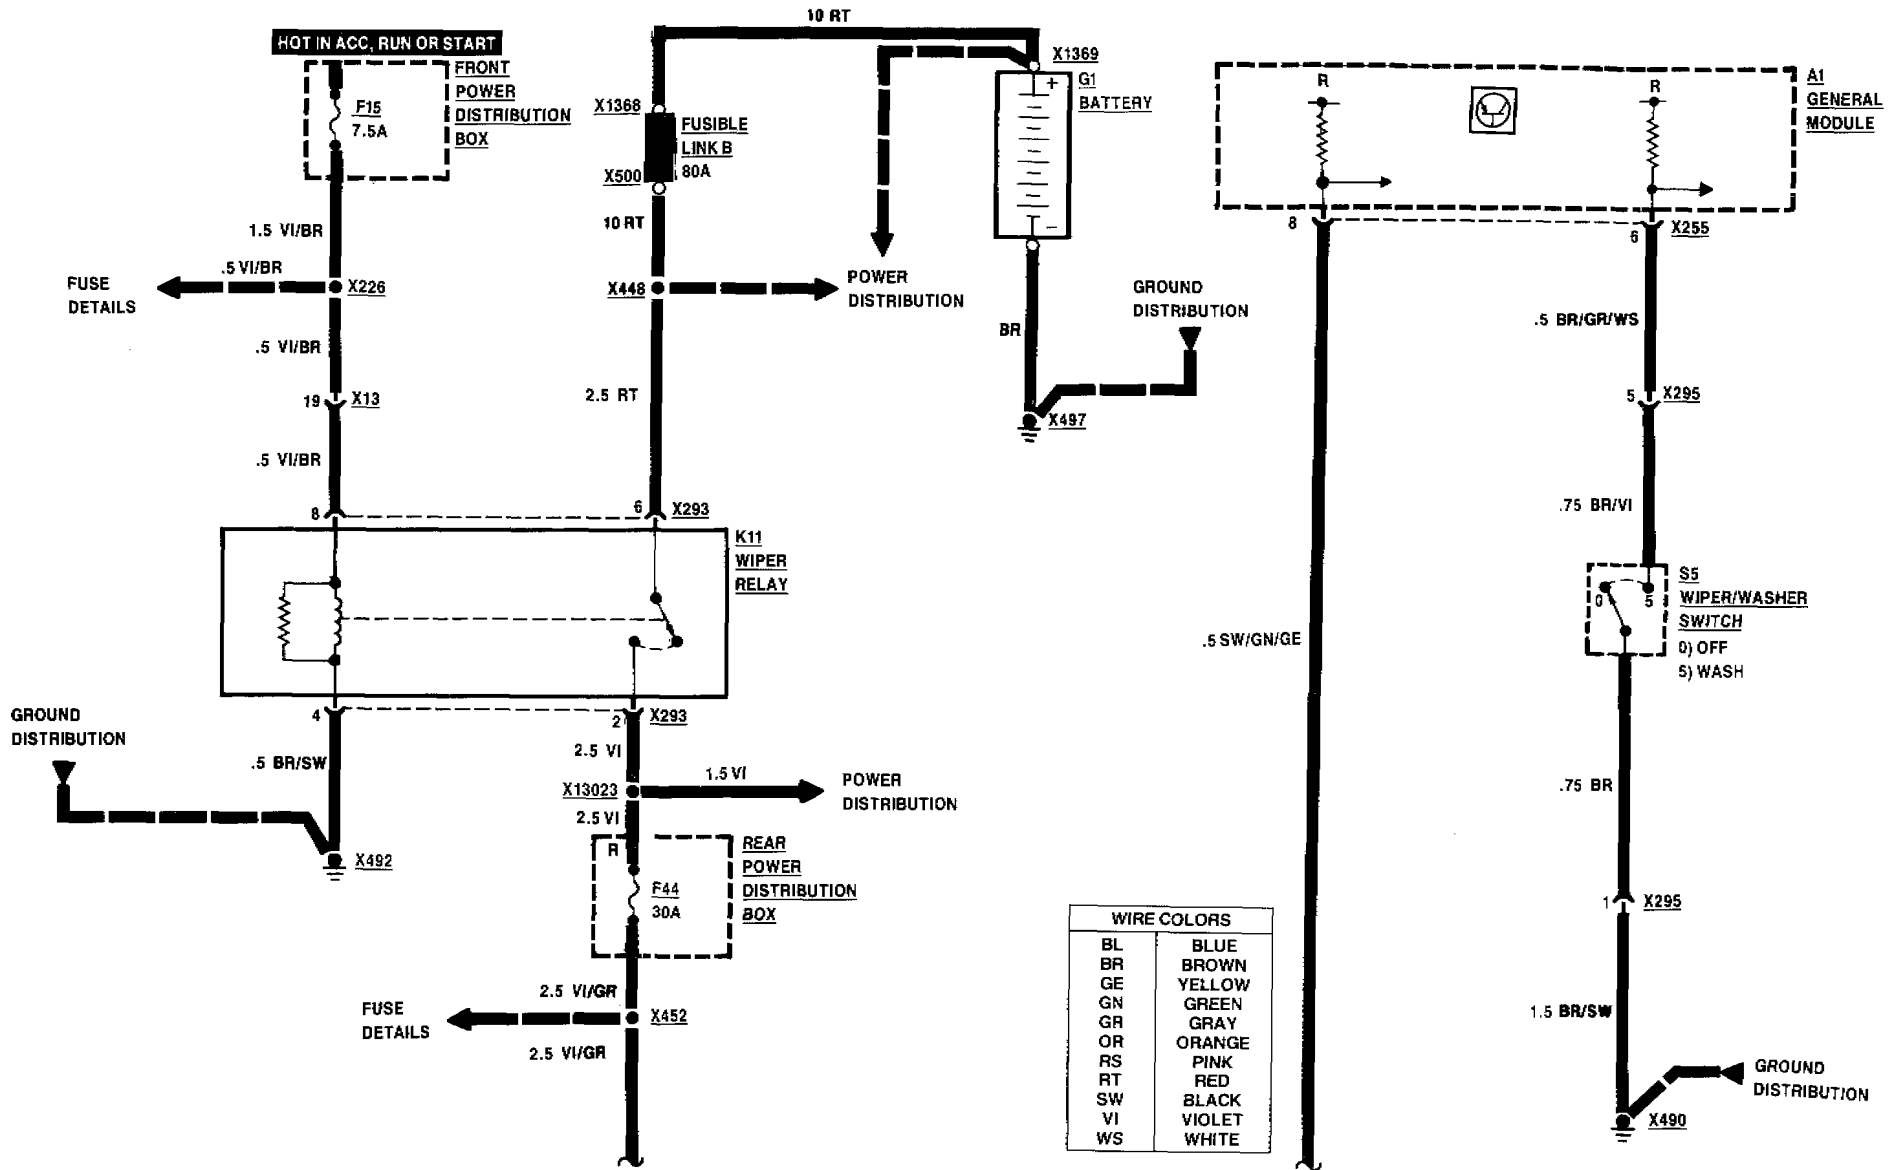 HOT IN ACC, RUN OR START
FRONT
POWER
DISTRIBUTION
BOX
F15
7.5A
1.5 VI/BR
.5 VI/BR
FUSE
DETAILS
X226
.5 VI/BR
19
X13
.5 VI/BR
8
10 RT
X1368
FUSIBLE
LINK B
80A
X500
10 RT
X448
POWER
DISTRIBUTION
2.5 RT
6
X293
X1369
G1
BATTERY
+
−
BR
GROUND
DISTRIBUTION
X497
K11
WIPER
RELAY
4
2
X293
GROUND
DISTRIBUTION
.5 BR/SW
X492
2.5 VI
X13023
1.5 VI
POWER
DISTRIBUTION
2.5 VI
R
F44
30A
REAR
POWER
DISTRIBUTION
BOX
2.5 VI/GR
FUSE
DETAILS
X452
2.5 VI/GR
R
R
A1
GENERAL
MODULE
8
6
X255
.5 BR/GR/WS
5
X295
.75 BR/VI
0
5
S5
WIPER/WASHER
SWITCH
0) OFF
5) WASH
.5 SW/GN/GE
.75 BR
1
X295
1.5 BR/SW
GROUND
DISTRIBUTION
X490
WIRE COLORS
BL BLUE
BR BROWN
GE YELLOW
GN GREEN
GR GRAY
OR ORANGE
RS PINK
RT RED
SW BLACK
VI VIOLET
WS WHITE